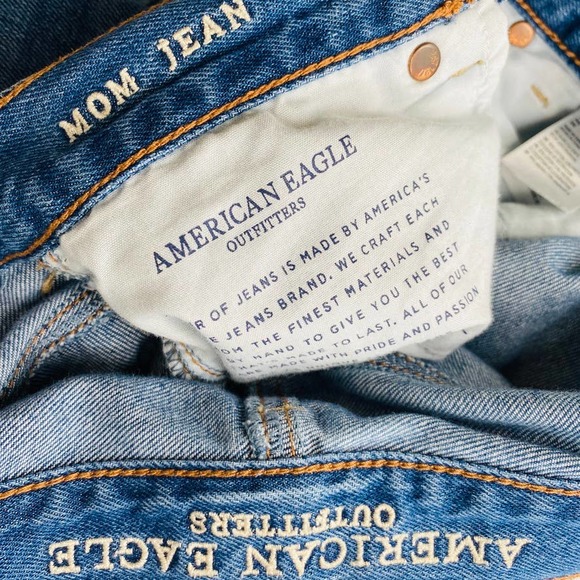 MOM JEAN
AMERICAN EAGLE
OUTFITTERS
OF JEANS IS MADE BY AMERICA'S
JEANS BRAND. WE CRAFT EACH
THE FINEST MATERIALS AND
HAND TO GIVE YOU THE BEST
MADE TO LAST. ALL OF OUR
WITH PRIDE AND PASSION
AMERICAN EAGLE
OUTFITTERS